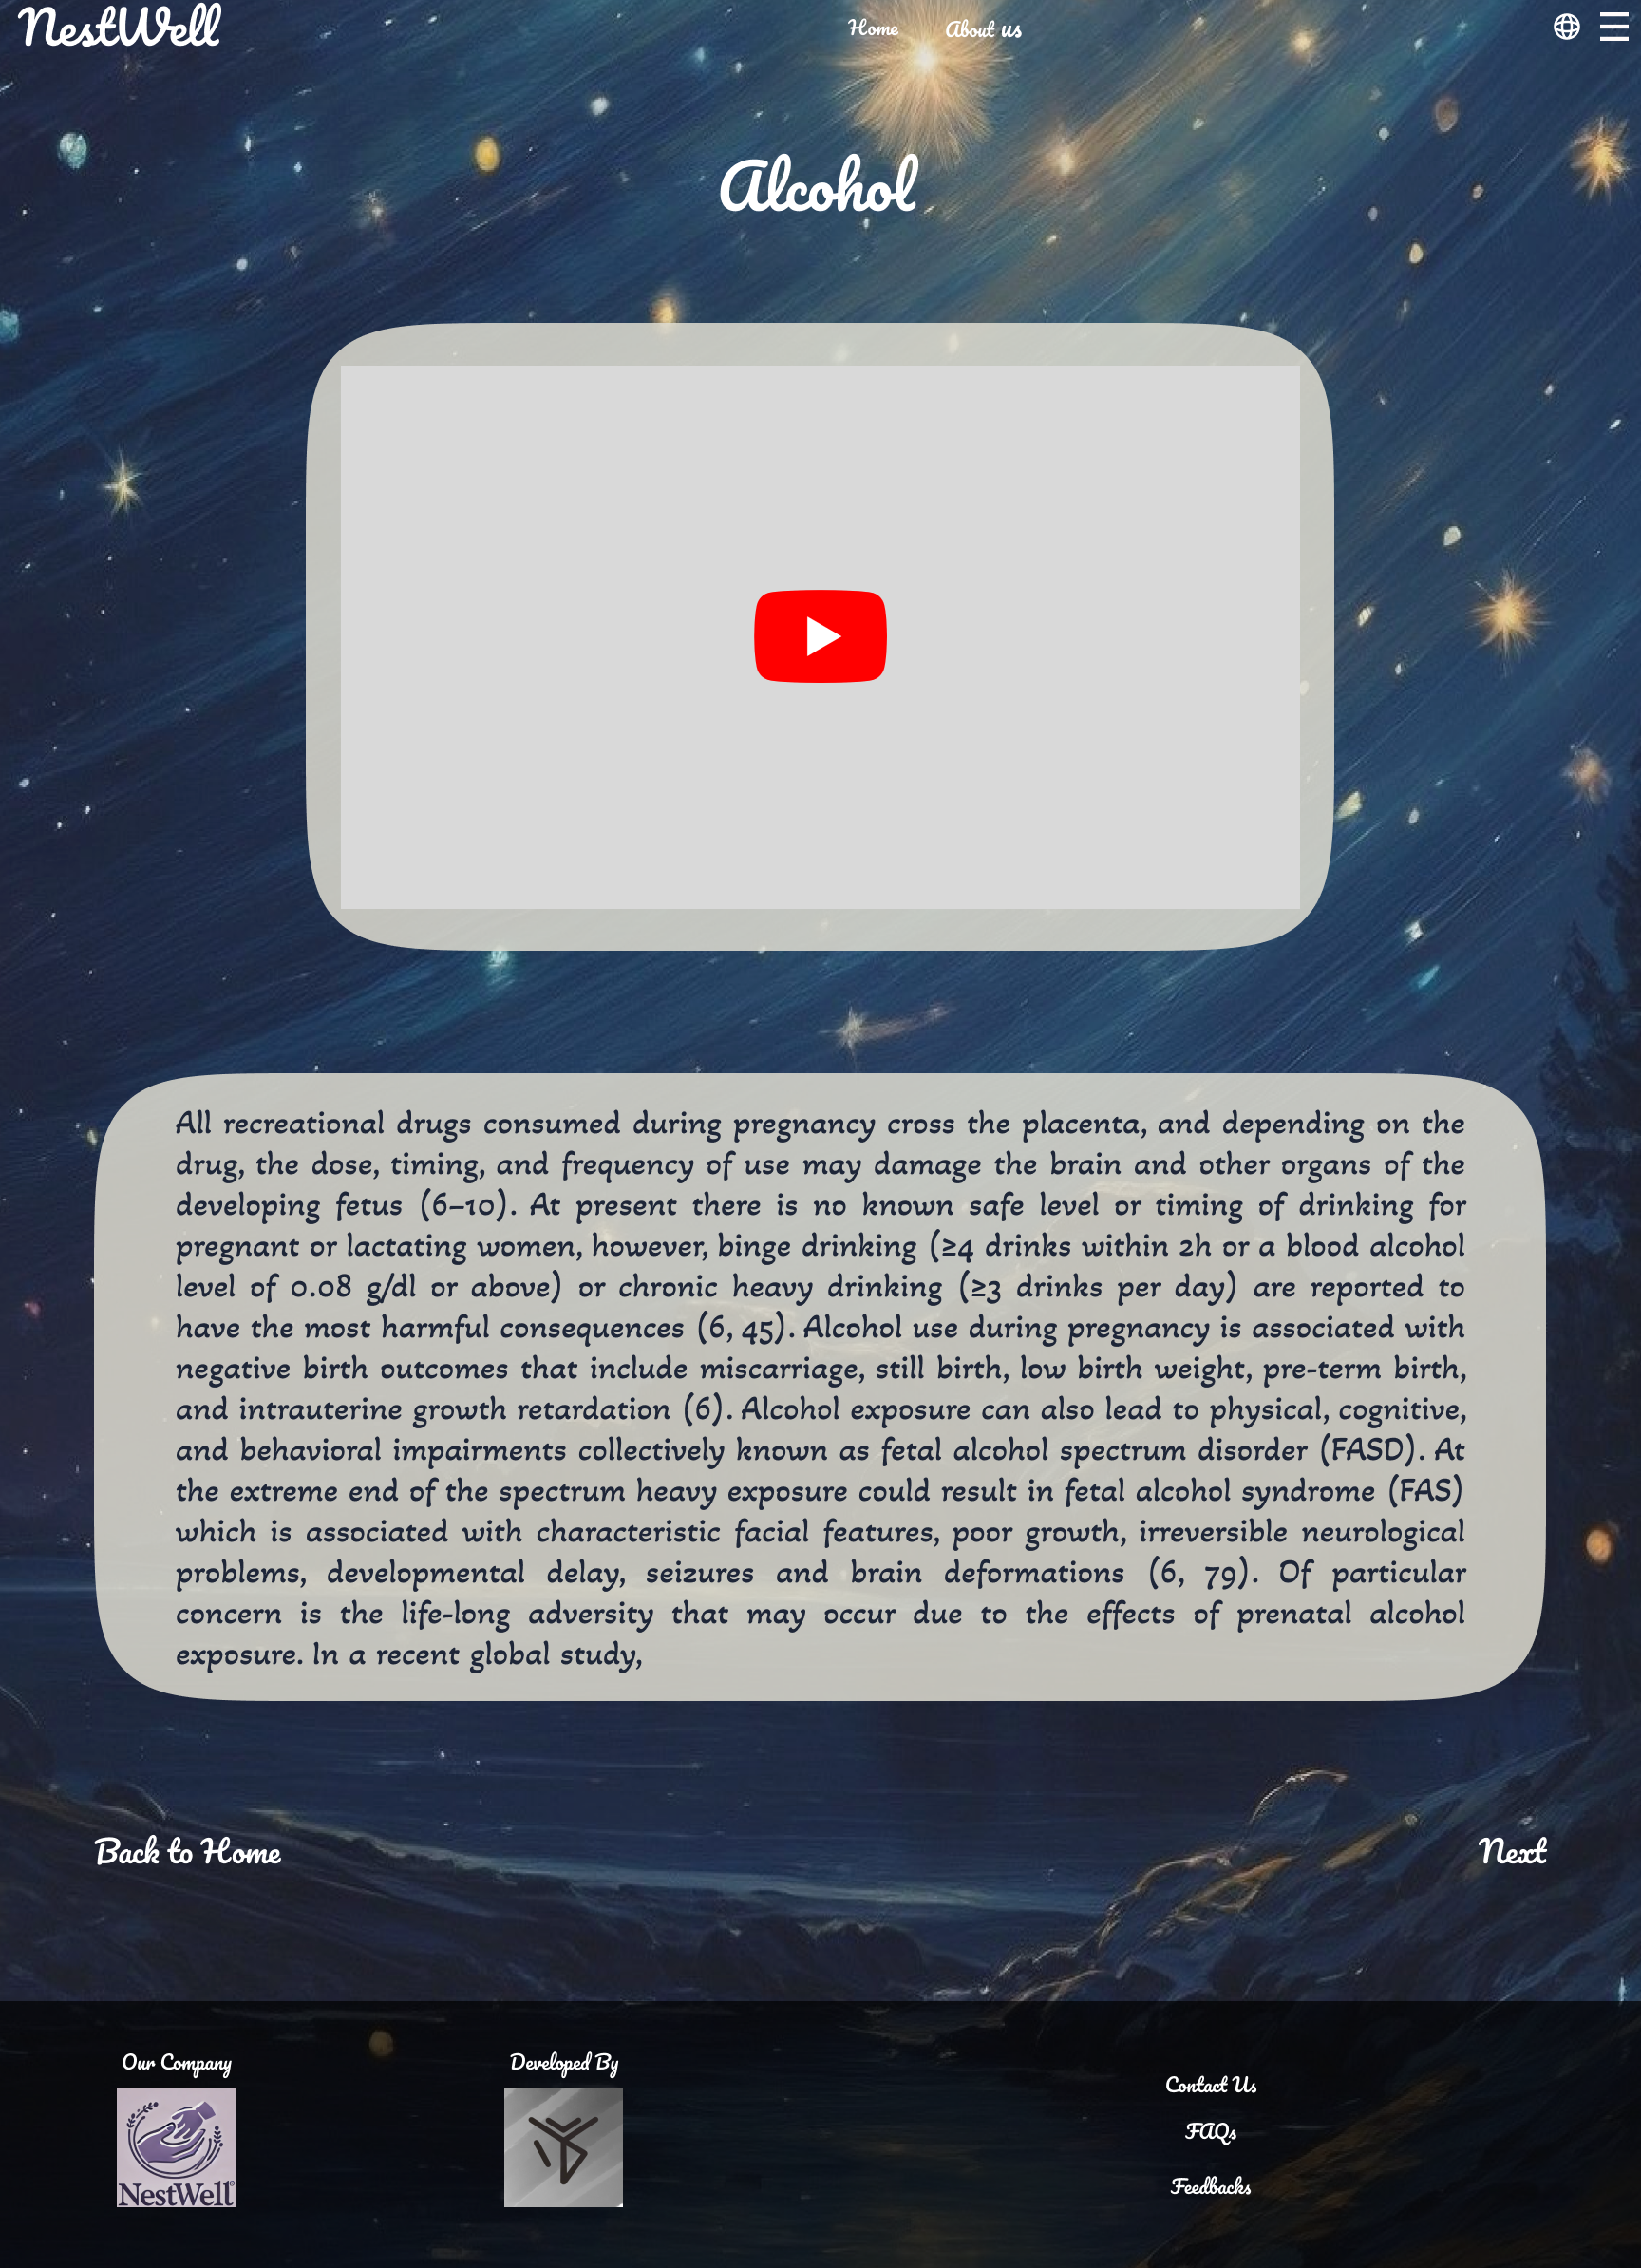 NestWell
Home
About us
Alcohol
All recreational drugs consumed during pregnancy cross the placenta, and depending on the
drug, the dose, timing, and frequency of use may damage the brain and other organs of the
developing fetus (6–10). At present there is no known safe level or timing of drinking for
pregnant or lactating women, however, binge drinking (≥4 drinks within 2h or a blood alcohol
level of 0.08 g/dl or above) or chronic heavy drinking (≥3 drinks per day) are reported to
have the most harmful consequences (6, 45). Alcohol use during pregnancy is associated with
negative birth outcomes that include miscarriage, still birth, low birth weight, pre-term birth,
and intrauterine growth retardation (6). Alcohol exposure can also lead to physical, cognitive,
and behavioral impairments collectively known as fetal alcohol spectrum disorder (FASD). At
the extreme end of the spectrum heavy exposure could result in fetal alcohol syndrome (FAS)
which is associated with characteristic facial features, poor growth, irreversible neurological
problems, developmental delay, seizures and brain deformations (6, 79). Of particular
concern is the life-long adversity that may occur due to the effects of prenatal alcohol
exposure. In a recent global study,
Back to Home
Next
Our Company
NestWell®
Developed By
Contact Us
FAQs
Feedbacks